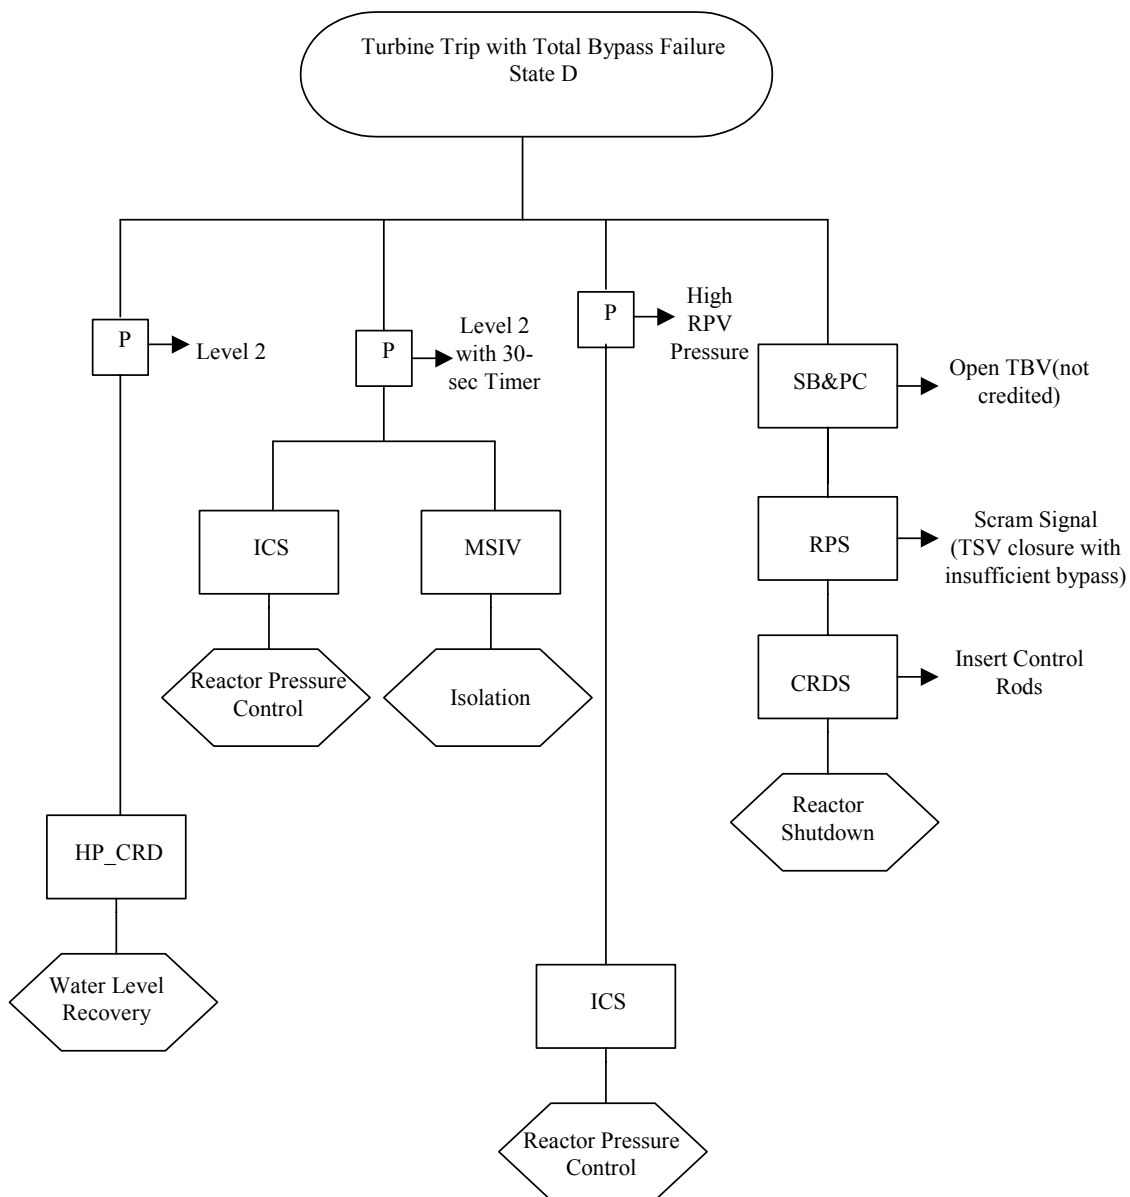 Turbine Trip with Total Bypass Failure
State D
P
Level 2
P
Level 2
with 30-
sec Timer
P
High
RPV
Pressure
SB&PC
Open TBV(not
credited)
ICS
MSIV
RPS
Scram Signal
(TSV closure with
insufficient bypass)
Reactor Pressure
Control
Isolation
CRDS
Insert Control
Rods
Reactor
Shutdown
HP_CRD
Water Level
Recovery
ICS
Reactor Pressure
Control